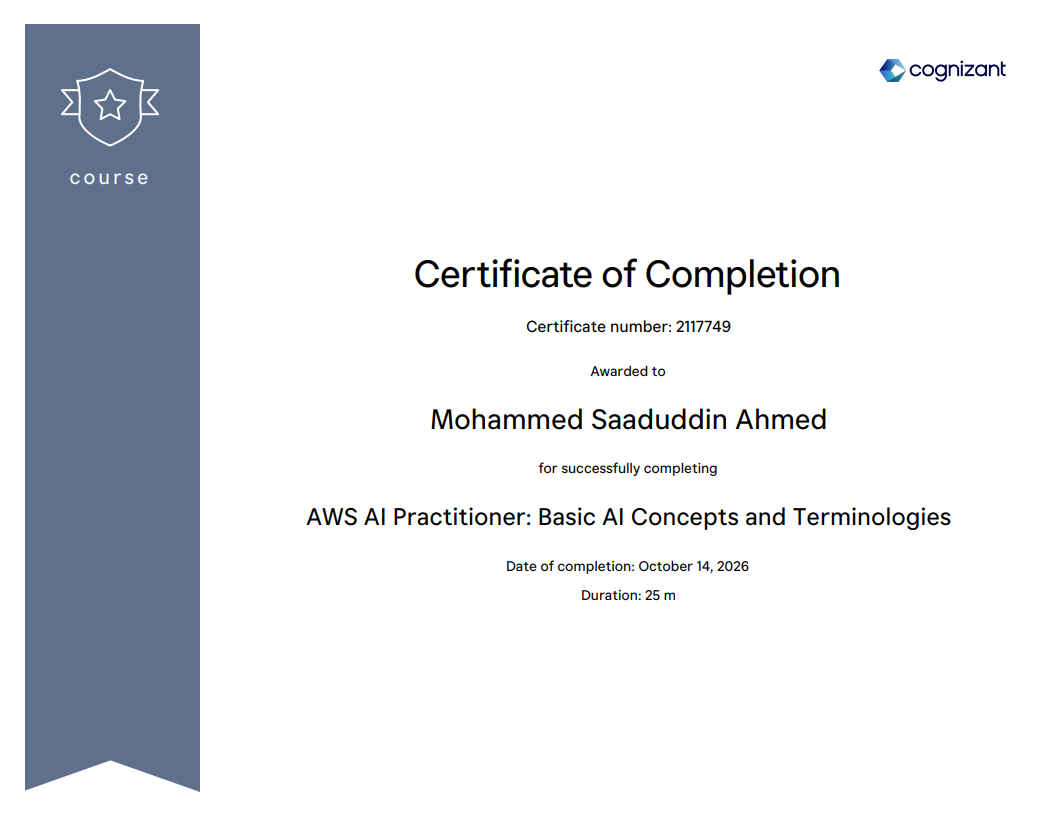 course
cognizant
Certificate of Completion
Certificate number: 2117749
Awarded to
Mohammed Saaduddin Ahmed
for successfully completing
AWS AI Practitioner: Basic AI Concepts and Terminologies
Date of completion: October 14, 2026
Duration: 25 m